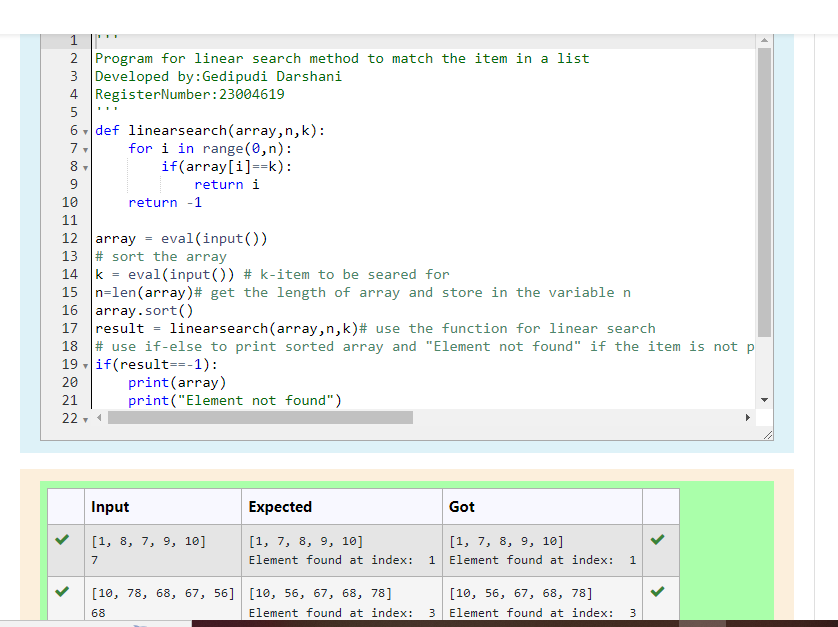 1 '''
2 Program for linear search method to match the item in a list
3 Developed by:Gedipudi Darshani
4 RegisterNumber:23004619
5 '''
6 def linearsearch(array,n,k):
7 for i in range(0,n):
8 if(array[i]==k):
9 return i
10 return -1
11
12 array = eval(input())
13 # sort the array
14 k = eval(input()) # k-item to be seared for
15 n=len(array)# get the length of array and store in the variable n
16 array.sort()
17 result = linearsearch(array,n,k)# use the function for linear search
18 # use if-else to print sorted array and "Element not found" if the item is not p
19 if(result==-1):
20 print(array)
21 print("Element not found")
22
Input Expected Got
[1, 8, 7, 9, 10] [1, 7, 8, 9, 10] [1, 7, 8, 9, 10]
7 Element found at index: 1 Element found at index: 1
[10, 78, 68, 67, 56] [10, 56, 67, 68, 78] [10, 56, 67, 68, 78]
68 Element found at index: 3 Element found at index: 3